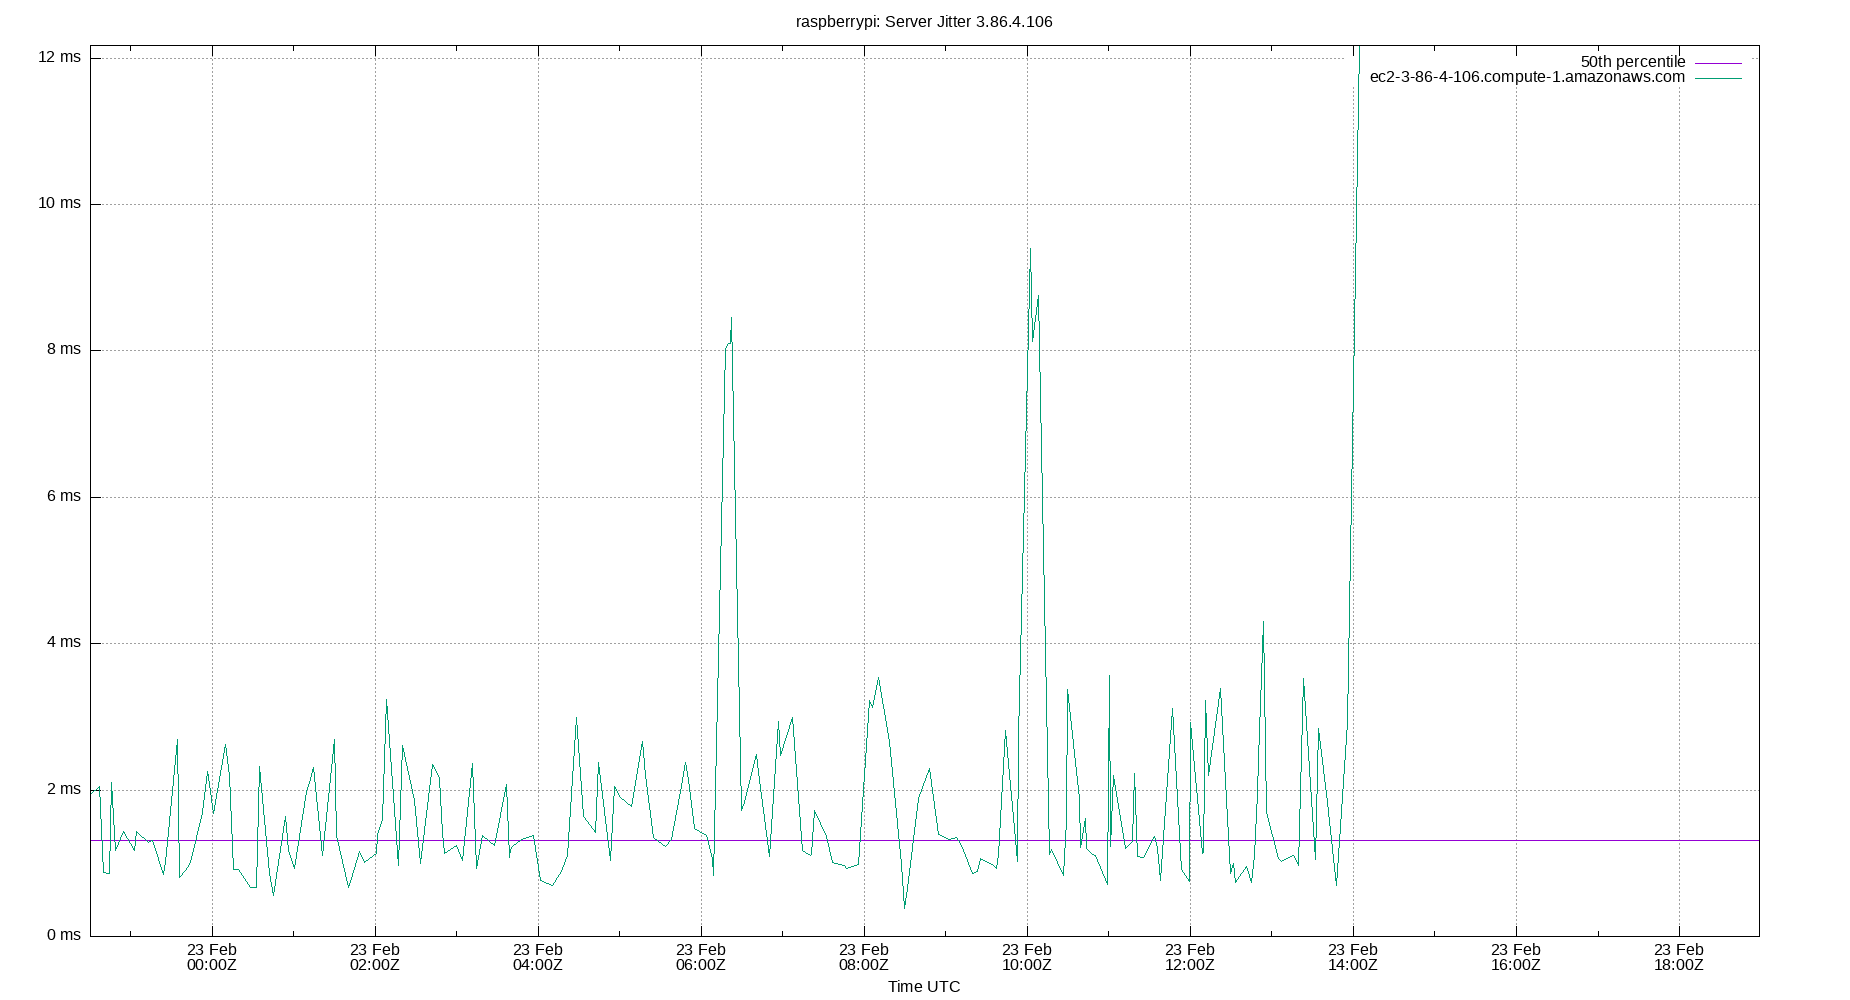 raspberrypi: Server Jitter 3.86.4.106
12 ms
10 ms
8 ms
6 ms
4 ms
2 ms
0 ms
50th percentile
ec2-3-86-4-106.compute-1.amazonaws.com
23 Feb 23 Feb 23 Feb 23 Feb 23 Feb 23 Feb 23 Feb 23 Feb 23 Feb 23 Feb
00:00Z 02:00Z 04:00Z 06:00Z 08:00Z 10:00Z 12:00Z 14:00Z 16:00Z 18:00Z
Time UTC